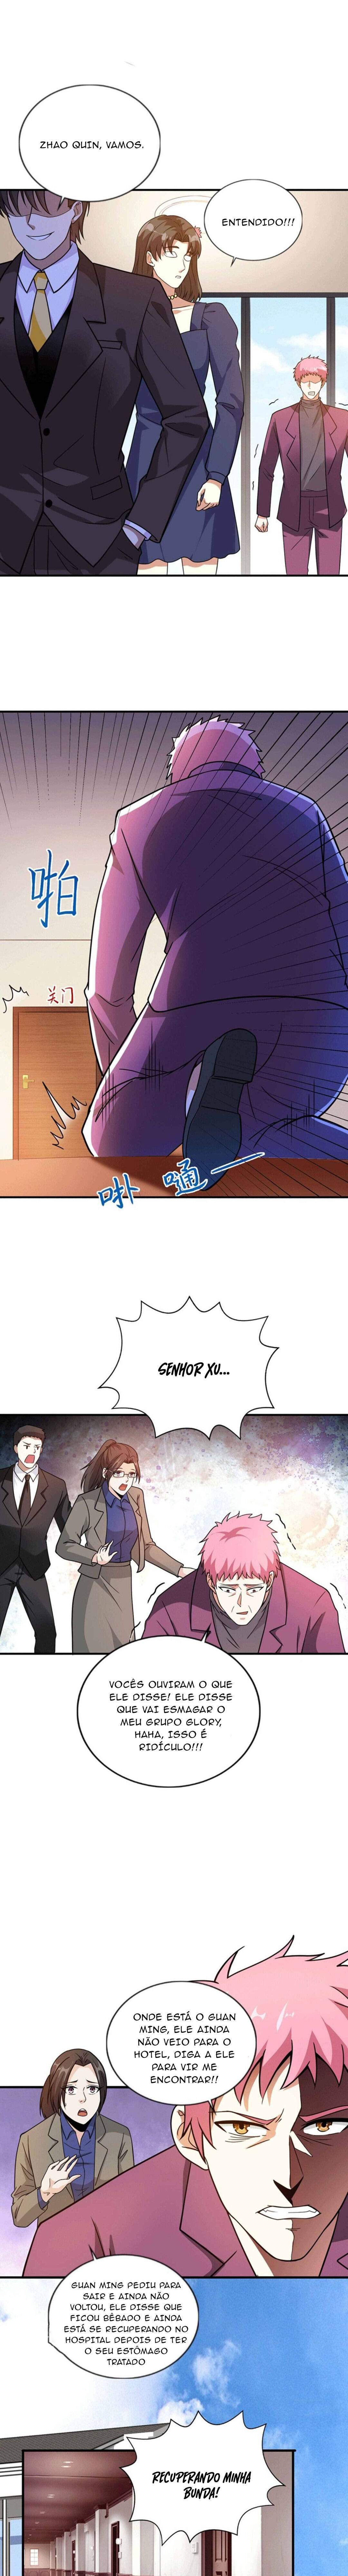 ZHAO QUIN, VAMOS.
ENTENDIDO!!!
啪
关门
卟 嗵
SENHOR XU...
VOCÊS OUVIRAM O QUE
ELE DISSE! ELE DISSE
QUE VAI ESMAGAR O
MEU GRUPO GLORY,
HAHA, ISSO É
RIDÍCULO!!!
ONDE ESTÁ O GUAN
MING, ELE AINDA
NÃO VEIO PARA O
HOTEL, DIGA A ELE
PARA VIR ME
ENCONTRAR!!
GUAN MING PEDIU PARA
SAIR E AINDA NÃO
VOLTOU, ELE DISSE QUE
FICOU BÊBADO E AINDA
ESTÁ SE RECUPERANDO NO
HOSPITAL DEPOIS DE TER
O SEU ESTÔMAGO
TRATADO
RECUPERANDO MINHA
BUNDA!